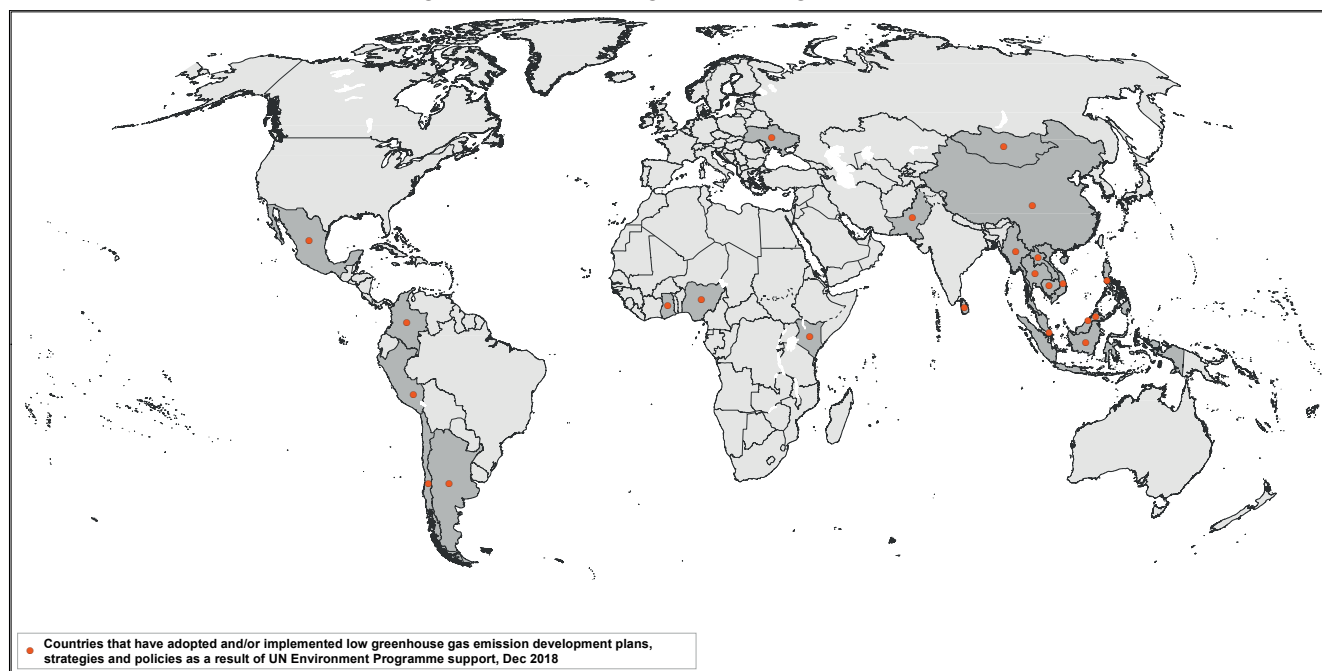 Countries that have adopted and/or implemented low greenhouse gas emission development plans,
strategies and policies as a result of UN Environment Programme support, Dec 2018